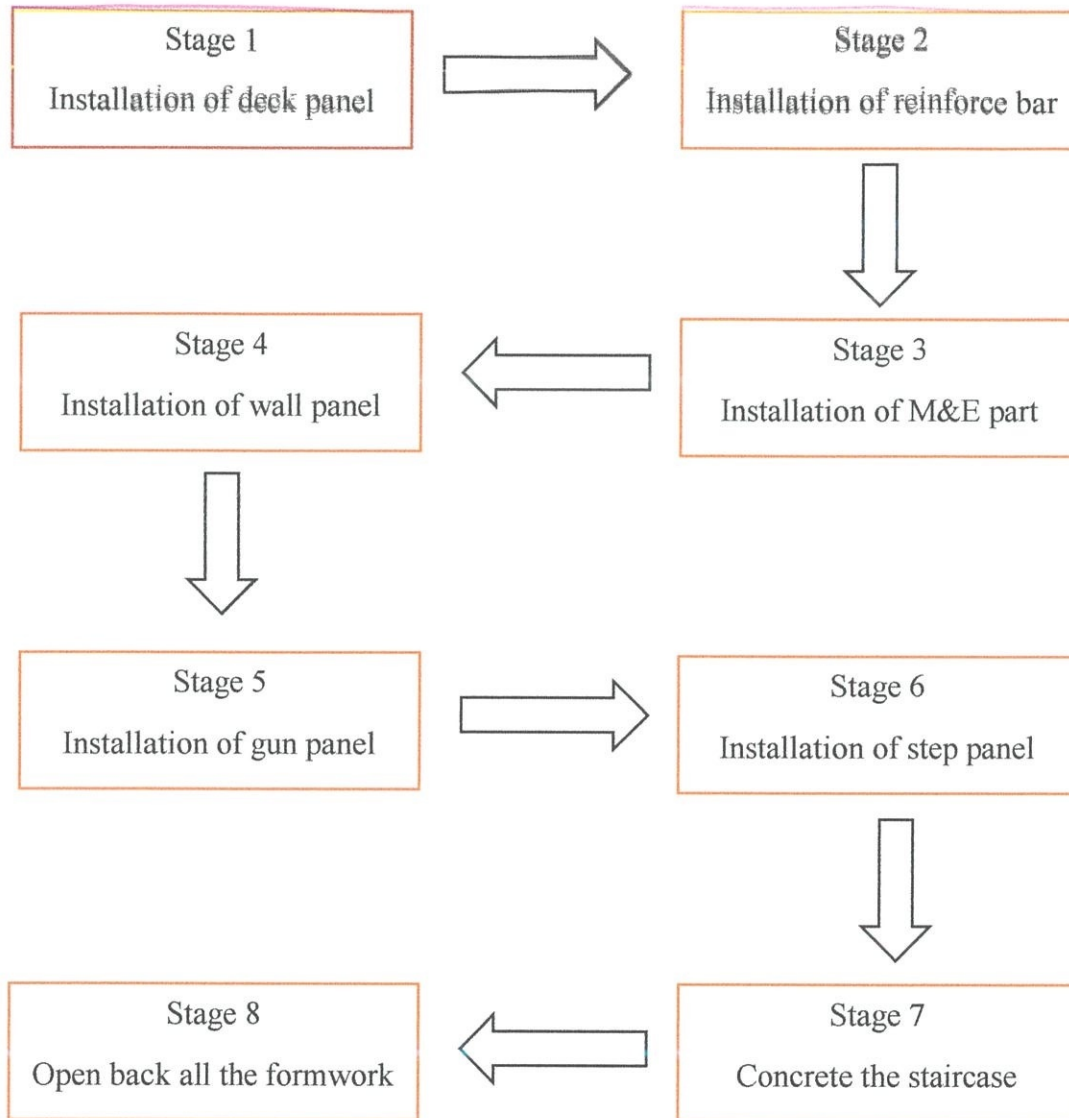 Stage 1
Installation of deck panel
Stage 2
Installation of reinforce bar
Stage 3
Installation of M&E part
Stage 4
Installation of wall panel
Stage 5
Installation of gun panel
Stage 6
Installation of step panel
Stage 7
Concrete the staircase
Stage 8
Open back all the formwork